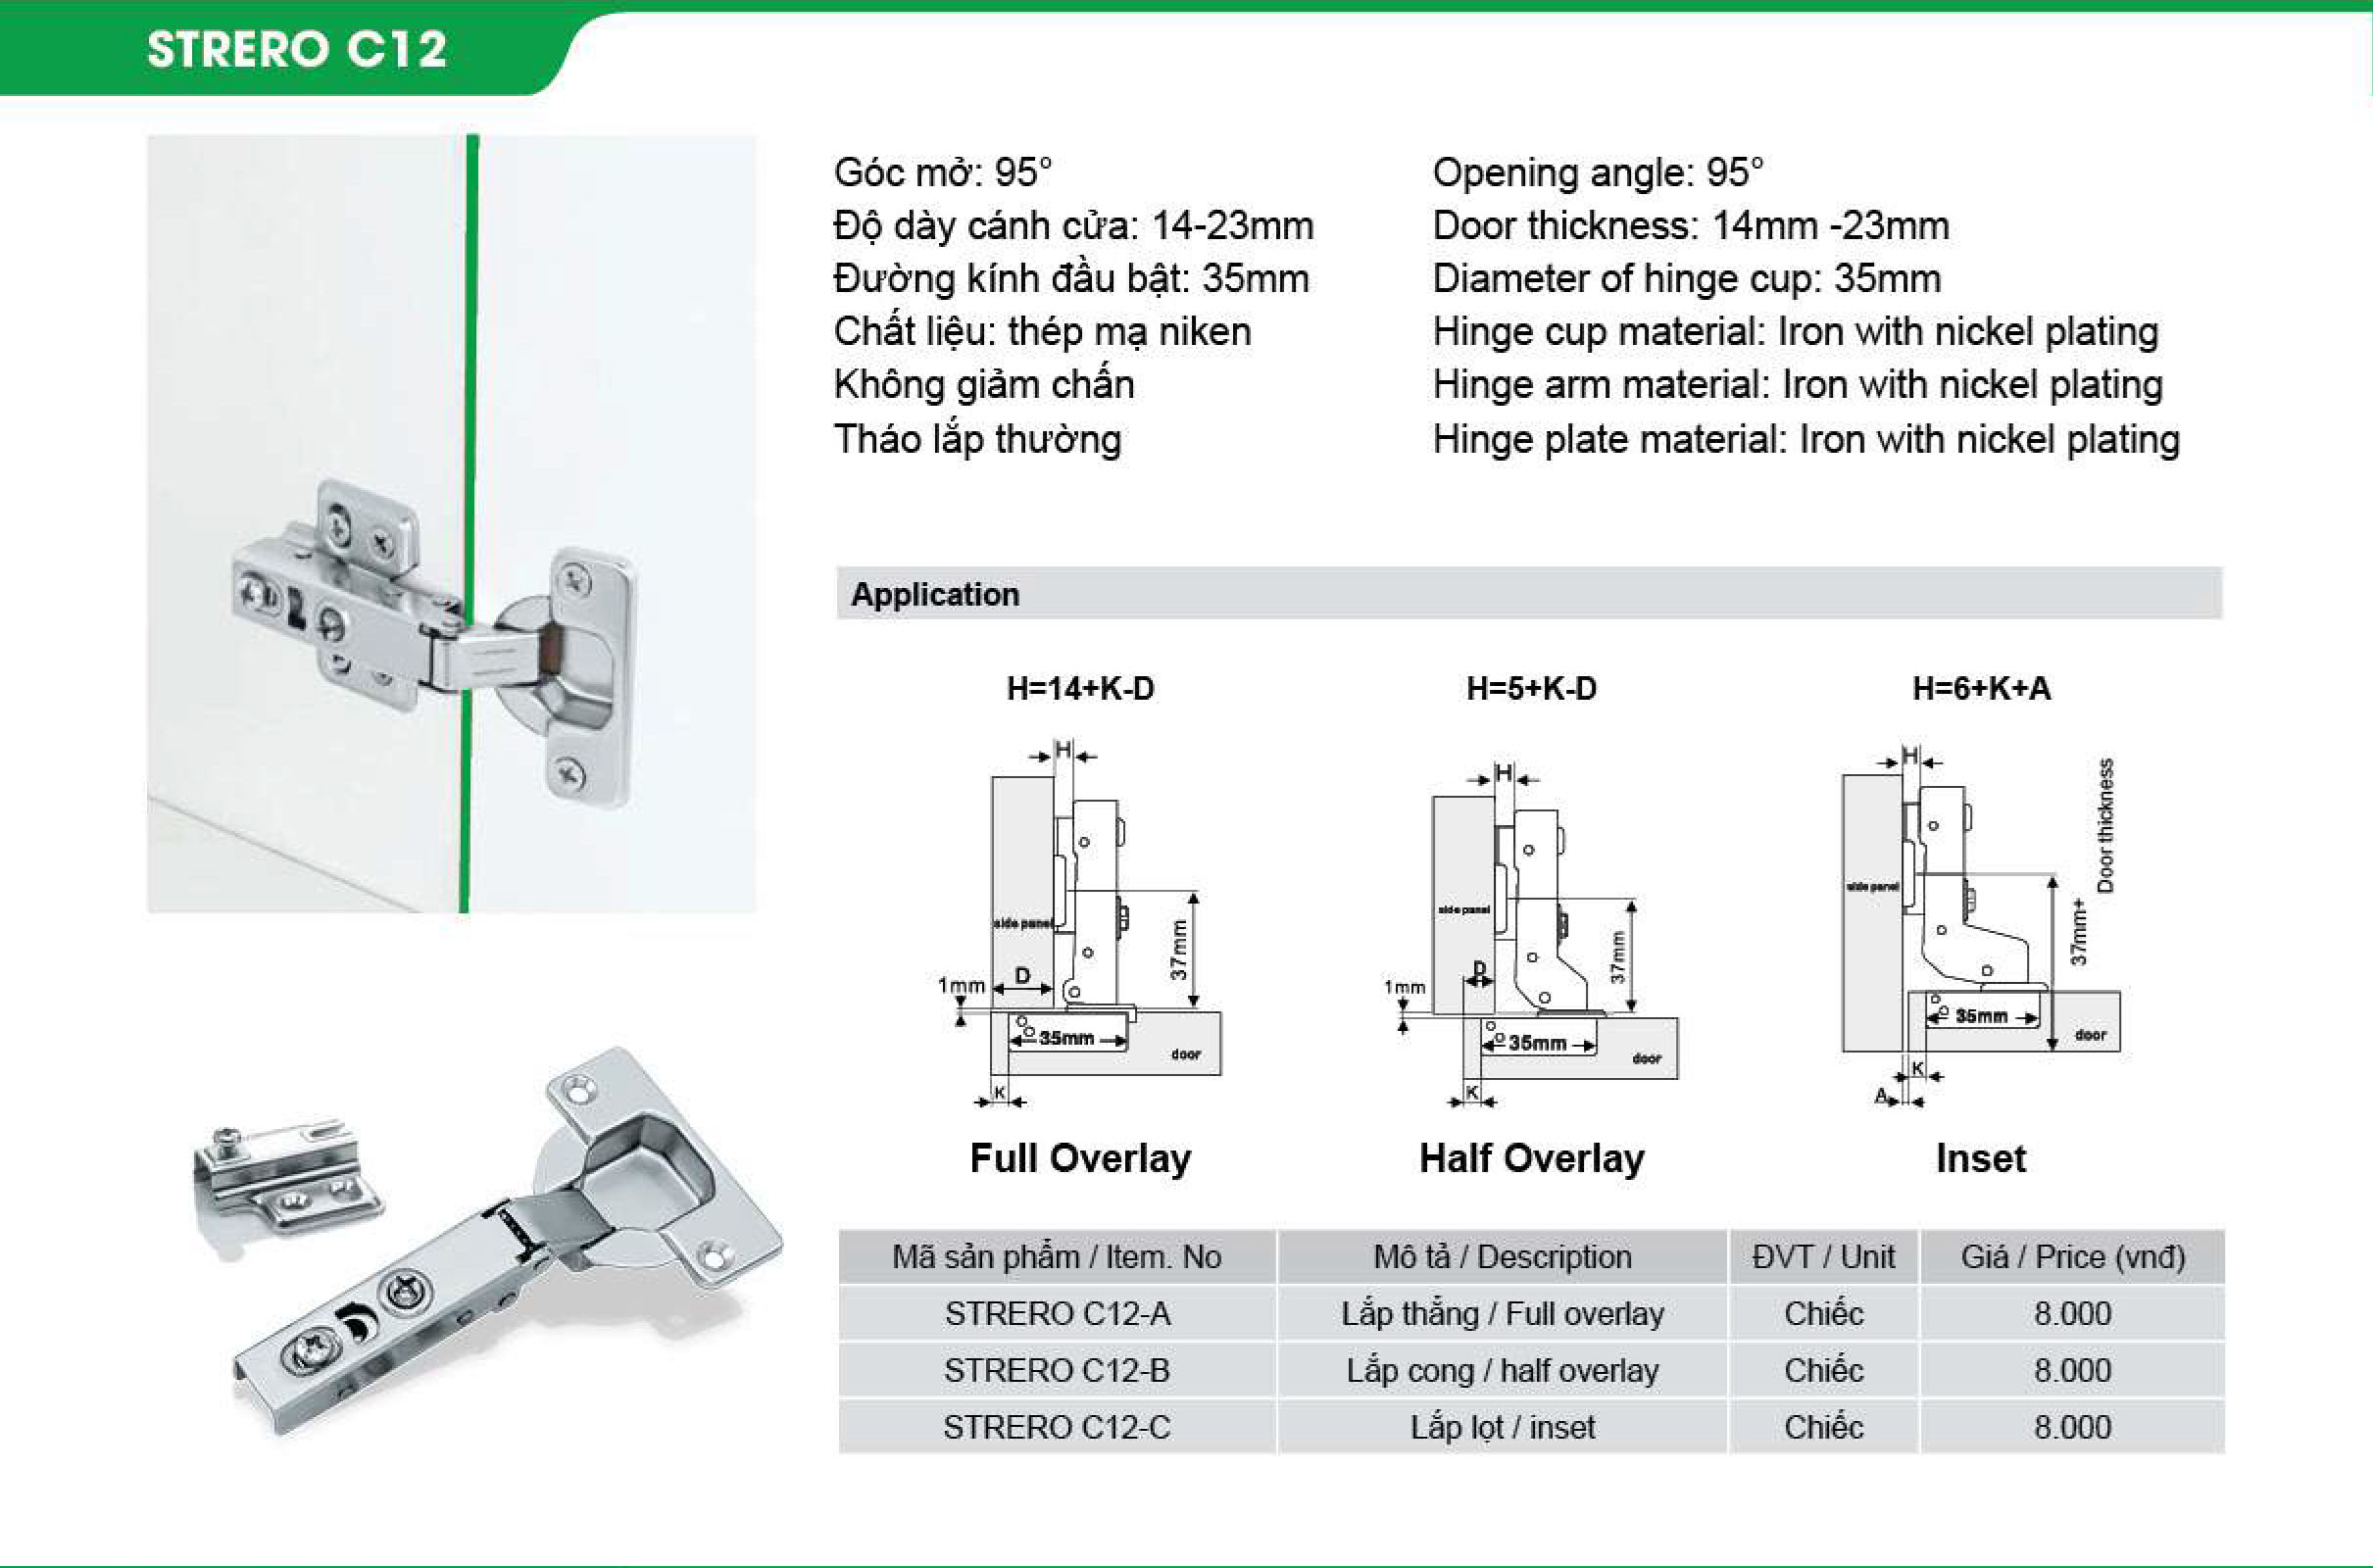 STRERO C12
Góc mở: 95°
Độ dày cánh cửa: 14-23mm
Đường kính đầu bật: 35mm
Chất liệu: thép mạ niken
Không giảm chấn
Tháo lắp thường
Opening angle: 95°
Door thickness: 14mm -23mm
Diameter of hinge cup: 35mm
Hinge cup material: Iron with nickel plating
Hinge arm material: Iron with nickel plating
Hinge plate material: Iron with nickel plating
Application
H=14+K-D
H
side panel
D
1mm
37mm
35mm
door
K
Full Overlay
H=5+K-D
H
side panel
D
1mm
37mm
35mm
door
K
Half Overlay
H=6+K+A
H
side panel
Door thickness
37mm+
35mm
door
K
A
Inset
Mã sản phẩm / Item. No Mô tả / Description ĐVT / Unit Giá / Price (vnđ)
STRERO C12-A Lắp thẳng / Full overlay Chiếc 8.000
STRERO C12-B Lắp cong / half overlay Chiếc 8.000
STRERO C12-C Lắp lọt / inset Chiếc 8.000